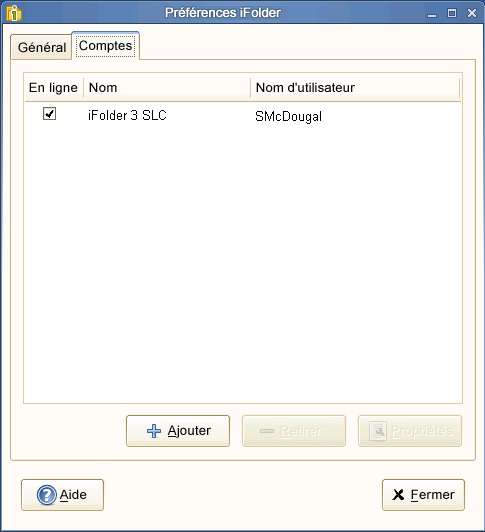 Préférences iFolder
Général Comptes
En ligne Nom Nom d'utilisateur
iFolder 3 SLC SMcDougal
Ajouter Retirer Propriétés
Aide Fermer